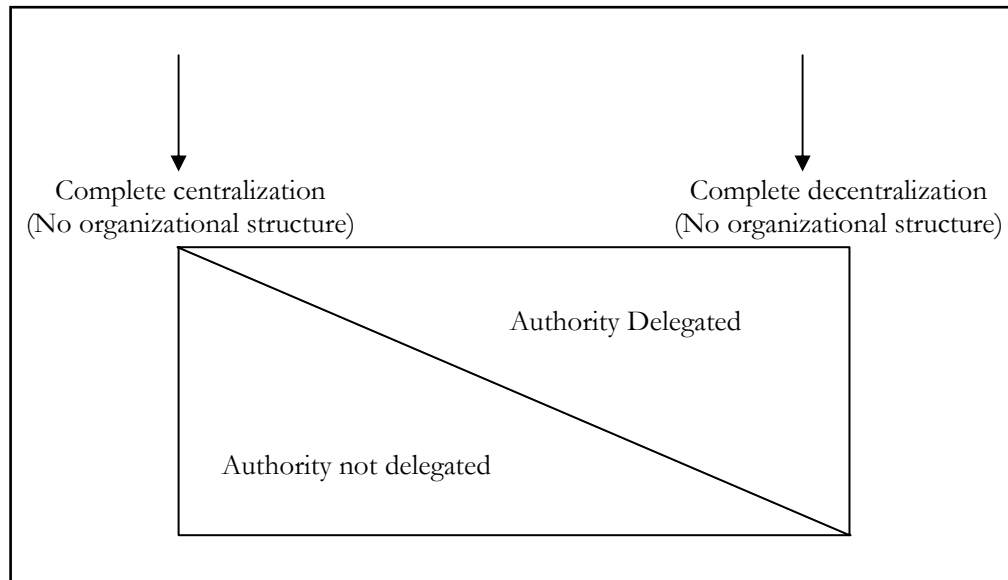 Complete centralization
(No organizational structure)
Complete decentralization
(No organizational structure)
Authority Delegated
Authority not delegated